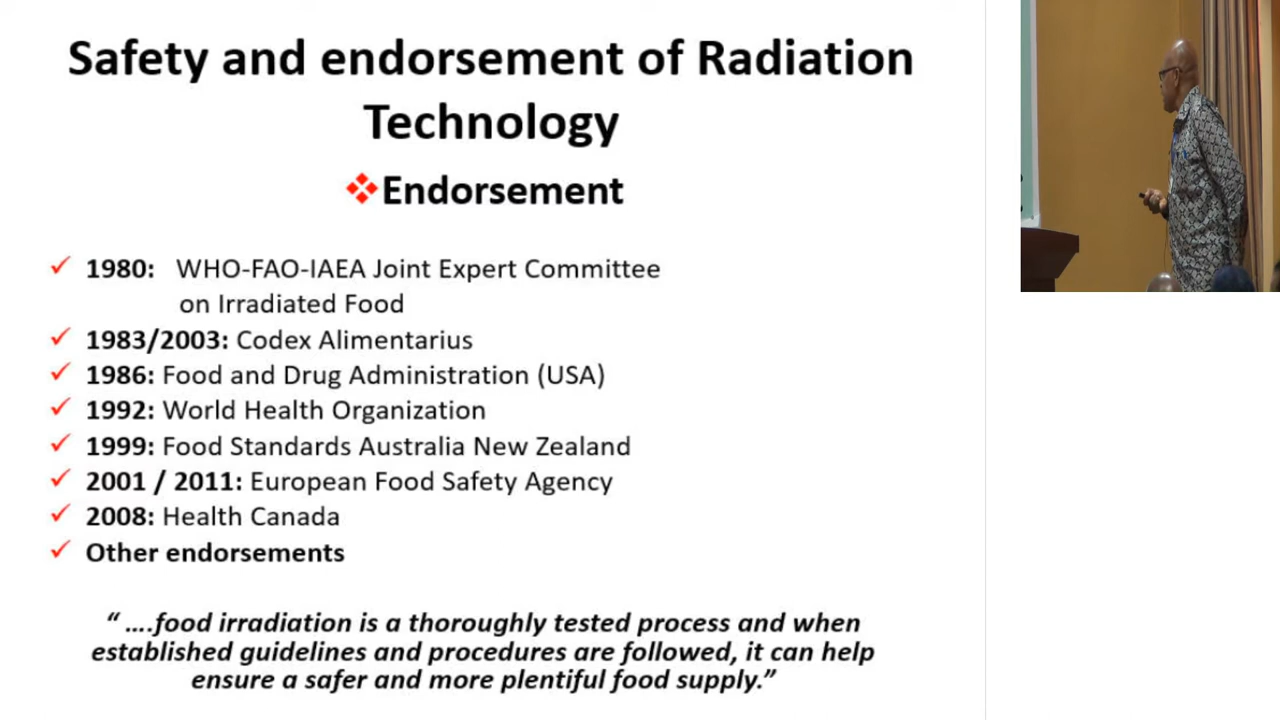 Safety and endorsement of Radiation
Technology
❖Endorsement
✓ 1980: WHO-FAO-IAEA Joint Expert Committee
on Irradiated Food
✓ 1983/2003: Codex Alimentarius
✓ 1986: Food and Drug Administration (USA)
✓ 1992: World Health Organization
✓ 1999: Food Standards Australia New Zealand
✓ 2001 / 2011: European Food Safety Agency
✓ 2008: Health Canada
✓ Other endorsements
“ ….food irradiation is a thoroughly tested process and when
established guidelines and procedures are followed, it can help
ensure a safer and more plentiful food supply.”